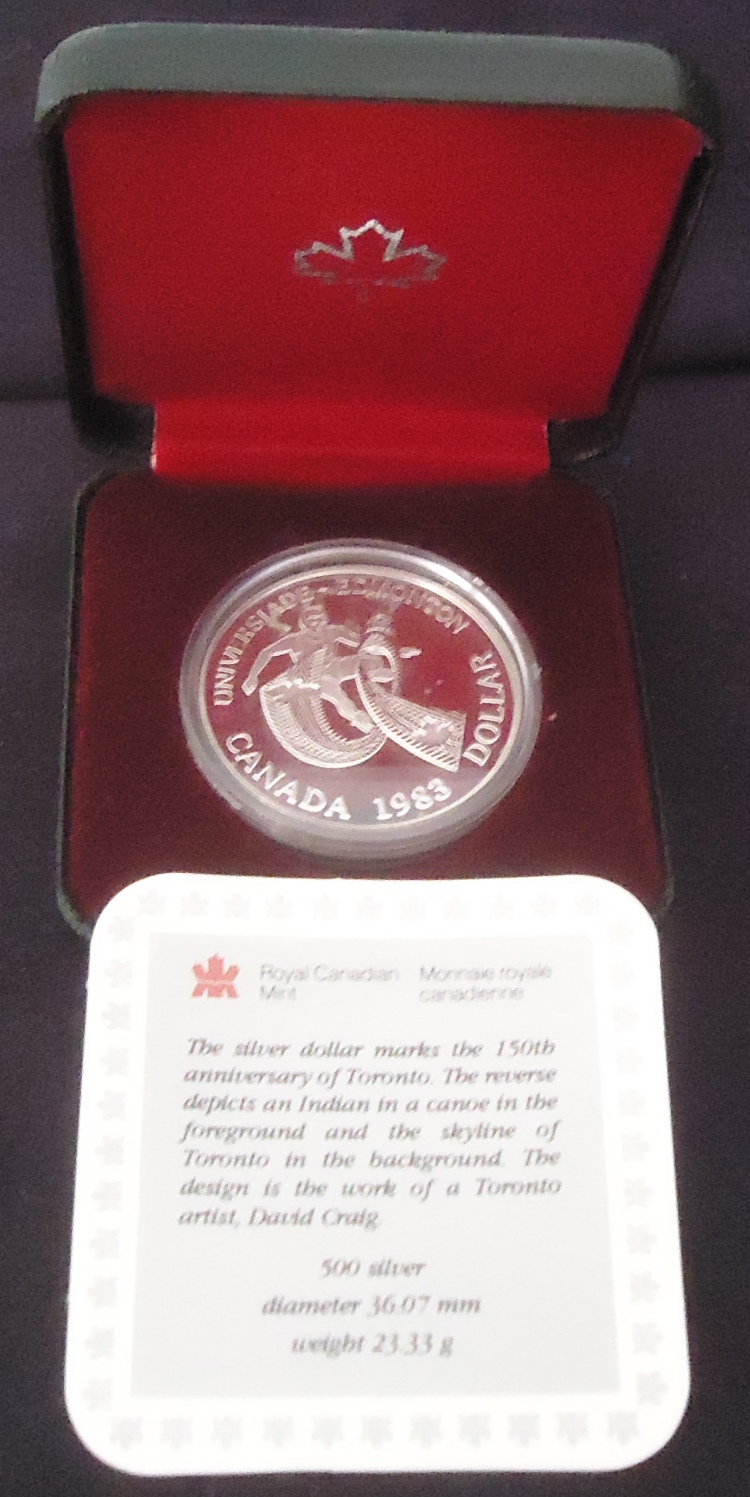 UNIVERSIADE - EDMONTON
CANADA 1983 DOLLAR
Royal Canadian Mint
Monnaie royale canadienne
The silver dollar marks the 150th
anniversary of Toronto. The reverse
depicts an Indian in a canoe in the
foreground and the skyline of
Toronto in the background. The
design is the work of a Toronto
artist, David Craig.
500 silver
diameter 36.07 mm
weight 23.33 g